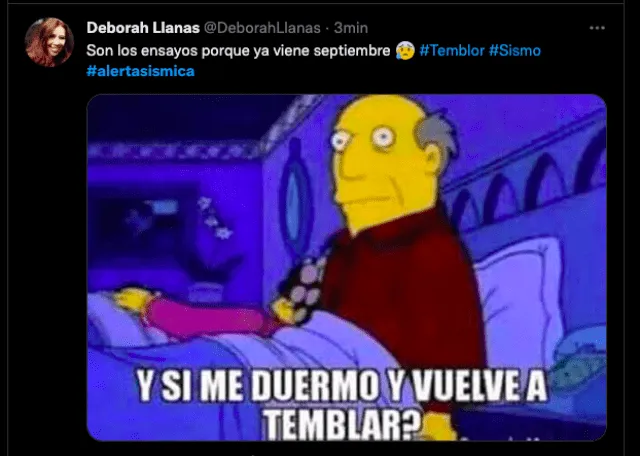 Deborah Llanas @DeborahLlanas · 3min
Son los ensayos porque ya viene septiembre 😰 #Temblor #Sismo
#alertasismica
Y SI ME DUERMO Y VUELVE A
TEMBLAR?